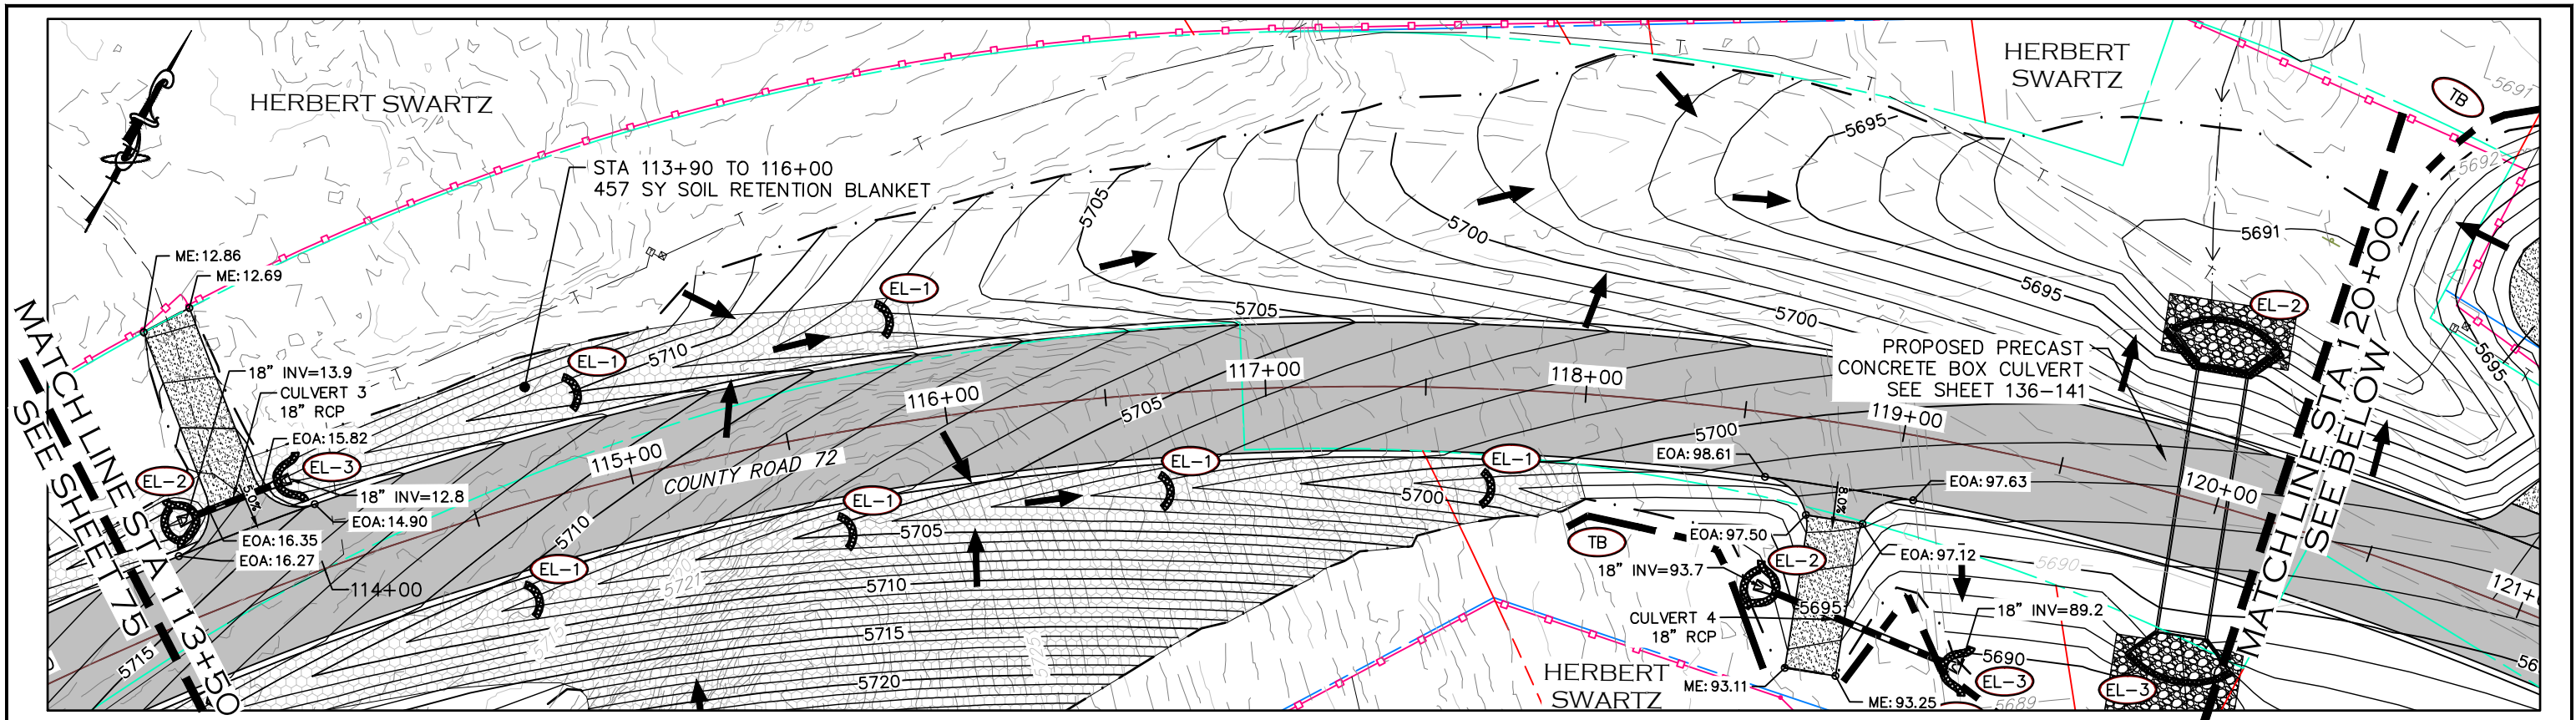 5715
HERBERT SWARTZ
HERBERT
SWARTZ
TB
5691
5695
5692
STA 113+90 TO 116+00
457 SY SOIL RETENTION BLANKET
5705
5700
5691
ME:12.86
ME:12.69
EL-1
5705
5695
5700
EL-2
MATCH LINE STA 113+50
SEE SHEET 75
MATCH LINE STA 120+00
SEE BELOW
EL-1
5710
PROPOSED PRECAST
CONCRETE BOX CULVERT
SEE SHEET 136-141
5695
18" INV=13.9
CULVERT 3
18" RCP
117+00
118+00
116+00
5705
119+00
EOA:15.82
EL-3
115+00
COUNTY ROAD 72
EL-1
EL-1
5700
EOA:98.61
EL-2
5.0%
18" INV=12.8
EOA:14.90
EL-1
5700
8.0%
EOA:97.63
120+00
EOA:16.35
EOA:16.27
5710
5705
TB
EOA:97.50
EL-2
EOA:97.12
114+00
EL-1
5710
18" INV=93.7
5690
121+
5721
5695
18" INV=89.2
CULVERT 4
18" RCP
5715
5715
HERBERT
SWARTZ
5690
EL-3
EL-3
5720
ME:93.11
ME:93.25
5689
56